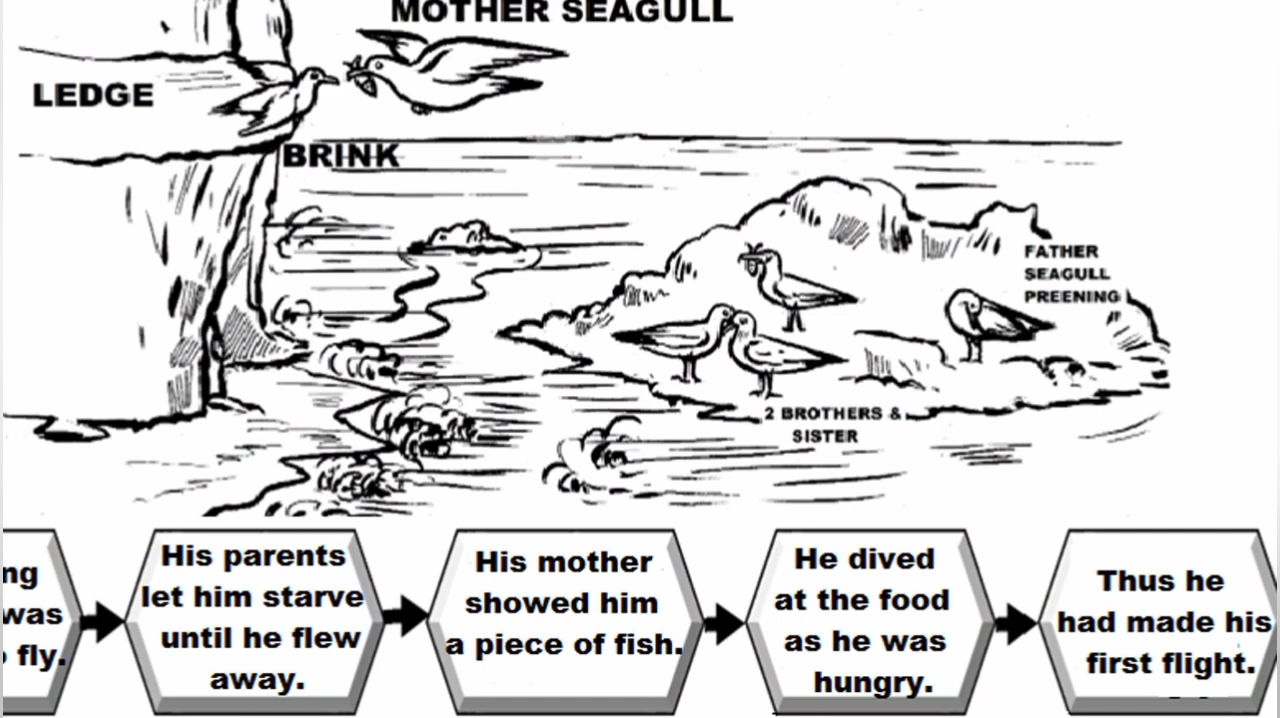 MOTHER SEAGULL
LEDGE
BRINK
FATHER
SEAGULL
PREENING
2 BROTHERS &
SISTER
was
fly.
His parents
let him starve
until he flew
away.
His mother
showed him
a piece of fish.
He dived
at the food
as he was
hungry.
Thus he
had made his
first flight.